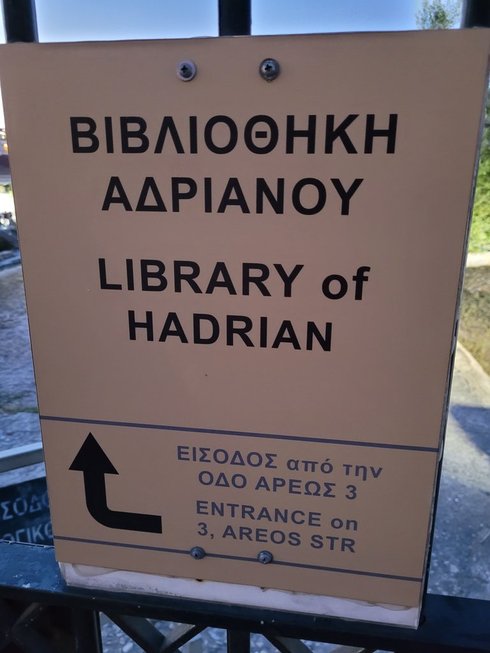 ΒΙΒΛΙΟΘΗΚΗ
ΑΔΡΙΑΝΟΥ
LIBRARY of
HADRIAN
ΕΙΣΟΔΟΣ από την
ΟΔΟ ΑΡΕΩΣ 3
ENTRANCE on
3, AREOS STR